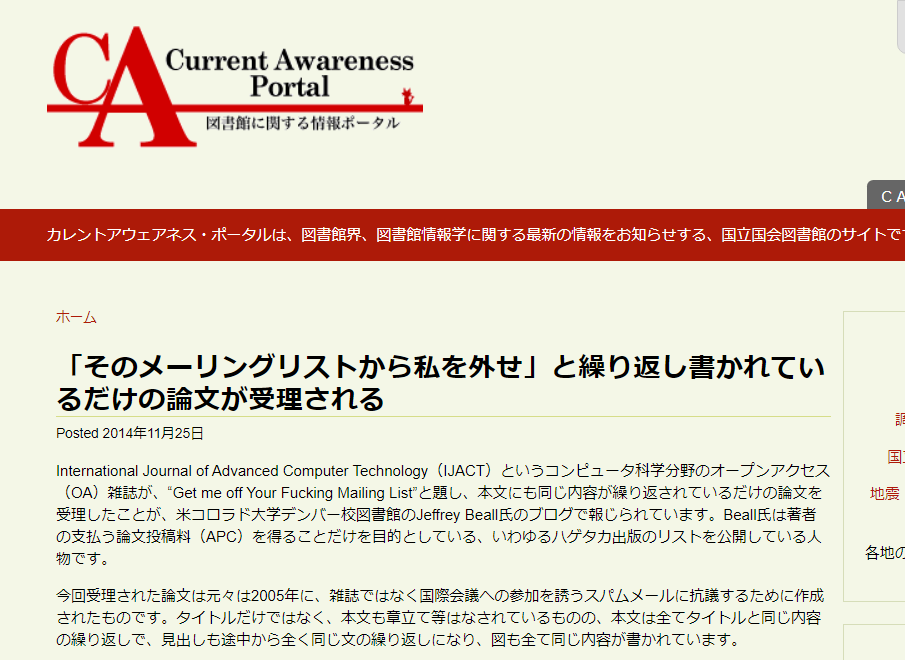 CA Current Awareness
Portal
図書館に関する情報ポータル
CA
カレントアウェアネス・ポータルは、図書館界、図書館情報学に関する最新の情報をお知らせする、国立国会図書館のサイトで
ホーム
「そのメーリングリストから私を外せ」と繰り返し書かれてい
るだけの論文が受理される
Posted 2014年11月25日
International Journal of Advanced Computer Technology（IJACT）というコンピュータ科学分野のオープンアクセス
（OA）雑誌が、“Get me off Your Fucking Mailing List”と題し、本文にも同じ内容が繰り返されているだけの論文を
受理したことが、米コロラド大学デンバー校図書館のJeffrey Beall氏のブログで報じられています。Beall氏は著者
の支払う論文投稿料（APC）を得ることだけを目的としている、いわゆるハゲタカ出版のリストを公開している人
物です。
今回受理された論文は元々は2005年に、雑誌ではなく国際会議への参加を誘うスパムメールに抗議するために作成
されたものです。タイトルだけではなく、本文も章立て等はなされているものの、本文は全てタイトルと同じ内容
の繰り返しで、見出しも途中から全く同じ文の繰り返しになり、図も全て同じ内容が書かれています。
調
国立
地震
各地の